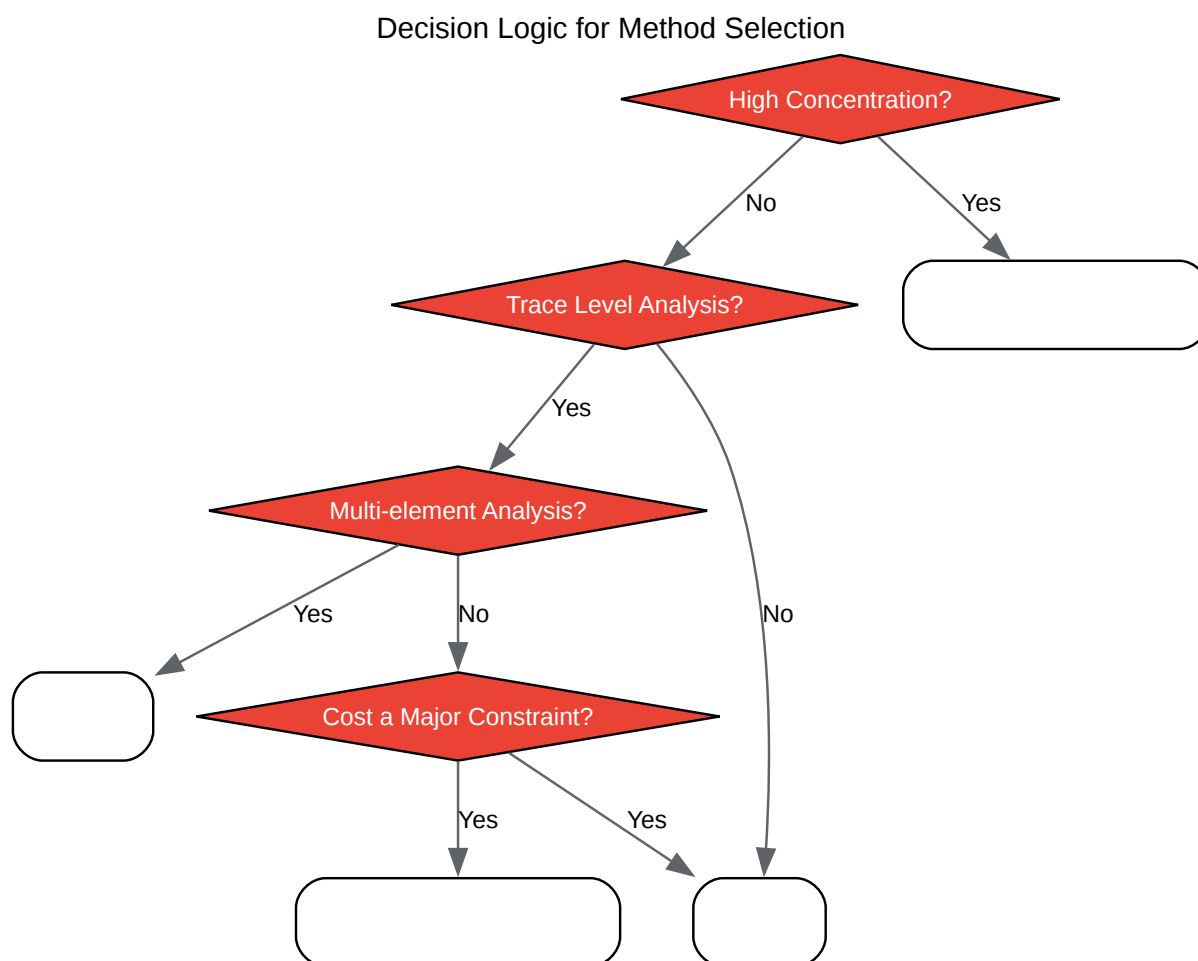 Decision Logic for Method Selection
High Concentration?
No
Yes
Trace Level Analysis?
Yes
Multi-element Analysis?
Yes
No
No
Cost a Major Constraint?
Yes
Yes